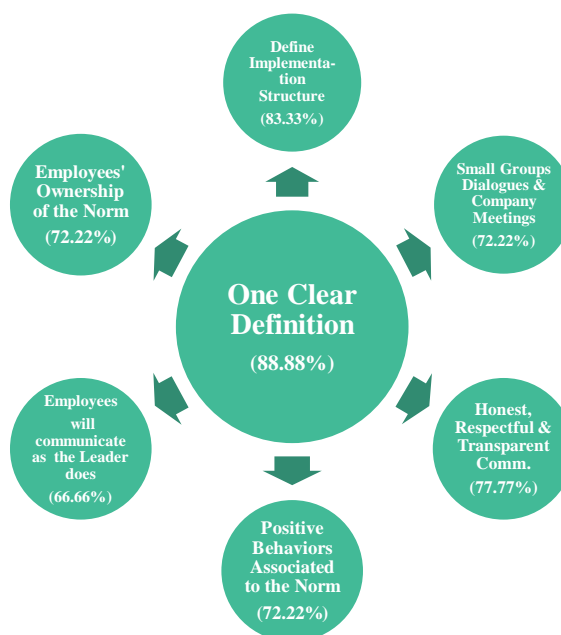 Define
Implementa-
tion
Structure
(83.33%)
Employees'
Ownership
of the Norm
(72.22%)
Small Groups
Dialogues &
Company
Meetings
(72.22%)
One Clear
Definition
(88.88%)
Employees
will
communicate
as the Leader
does
(66.66%)
Honest,
Respectful &
Transparent
Comm.
(77.77%)
Positive
Behaviors
Associated
to the Norm
(72.22%)